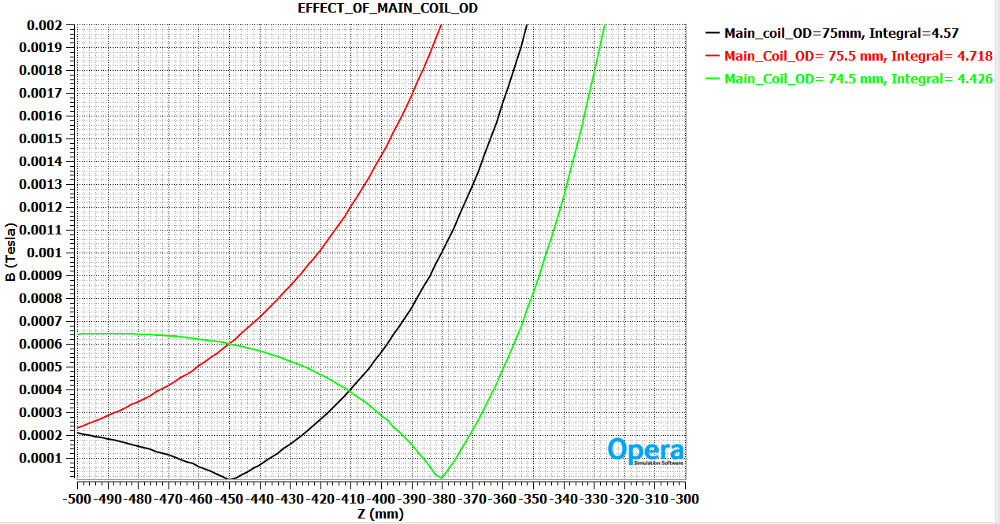 EFFECT_OF_MAIN_COIL_OD
Main_coil_OD=75mm, Integral=4.57
Main_Coil_OD= 75.5 mm, Integral= 4.718
Main_Coil_OD= 74.5 mm, Integral= 4.426
B (Tesla)
0.002
0.0019
0.0018
0.0017
0.0016
0.0015
0.0014
0.0013
0.0012
0.0011
0.001
0.0009
0.0008
0.0007
0.0006
0.0005
0.0004
0.0003
0.0002
0.0001
Opera
Simulation Software
-500 -490 -480 -470 -460 -450 -440 -430 -420 -410 -400 -390 -380 -370 -360 -350 -340 -330 -320 -310 -300
Z (mm)